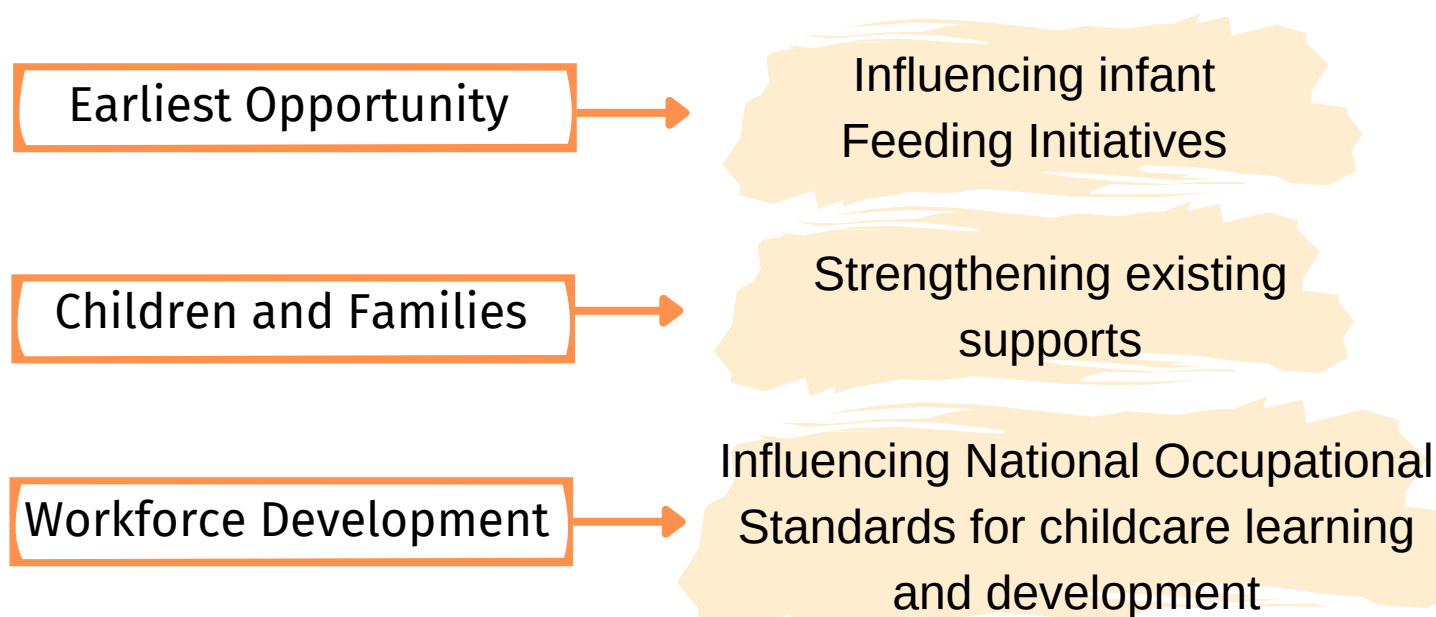 Earliest Opportunity
Influencing infant
Feeding Initiatives
Children and Families
Strengthening existing
supports
Workforce Development
Influencing National Occupational
Standards for childcare learning
and development